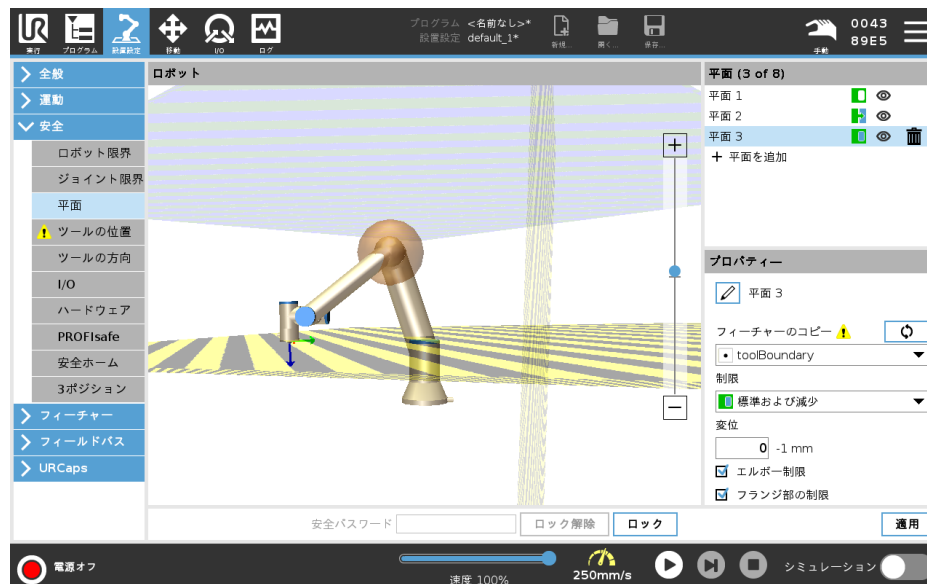 実行
プログラム
設置設定
移動
I/O
ログ
プログラム <名前なし>*
設置設定 default_1*
新規...
開く...
保存...
手動
0043
89E5
全般
運動
安全
ロボット限界
ジョイント限界
平面
ツールの位置
ツールの方向
I/O
ハードウェア
PROFIsafe
安全ホーム
3ポジション
フィーチャー
フィールドバス
URCaps
ロボット
平面 (3 of 8)
平面 1
平面 2
平面 3
平面を追加
プロパティー
平面 3
フィーチャーのコピー
toolBoundary
制限
標準および減少
変位
0 -1 mm
エルボー制限
フランジ部の制限
安全パスワード
ロック解除
ロック
適用
電源オフ
速度 100%
250mm/s
シミュレーション